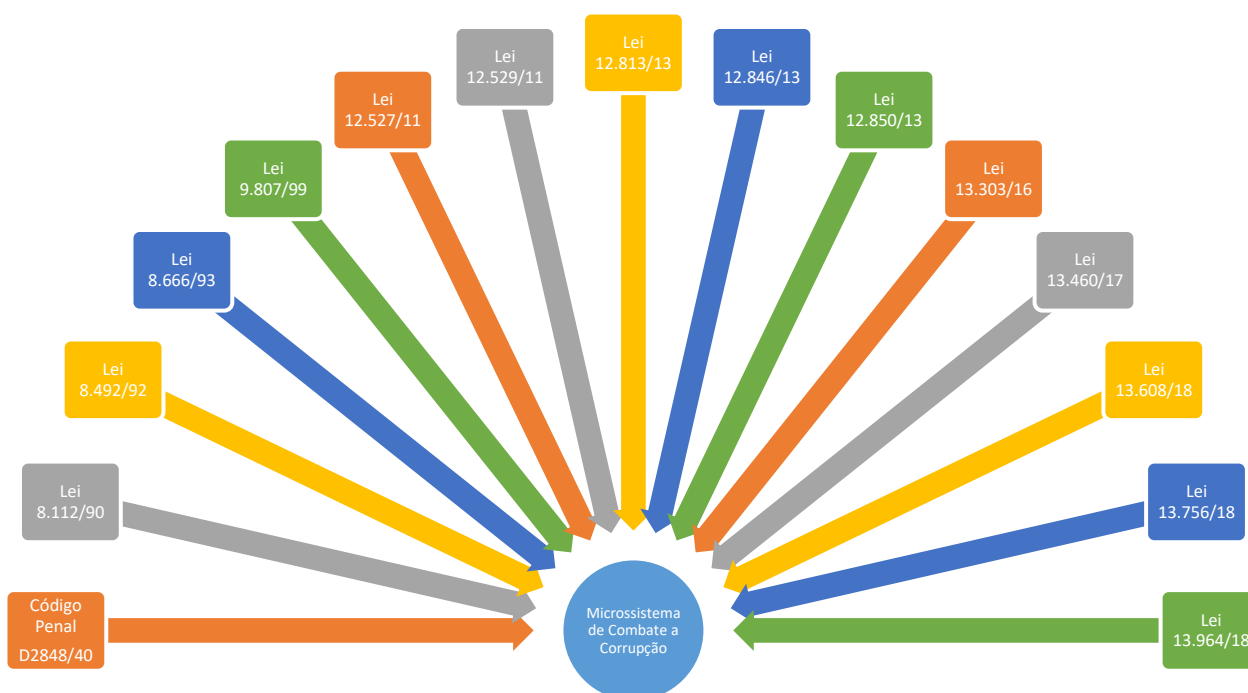 Código
Penal
D2848/40
Lei
8.112/90
Lei
8.492/92
Lei
8.666/93
Lei
9.807/99
Lei
12.527/11
Lei
12.529/11
Lei
12.813/13
Lei
12.846/13
Lei
12.850/13
Lei
13.303/16
Lei
13.460/17
Lei
13.608/18
Lei
13.756/18
Lei
13.964/18
Microssistema
de Combate a
Corrupção